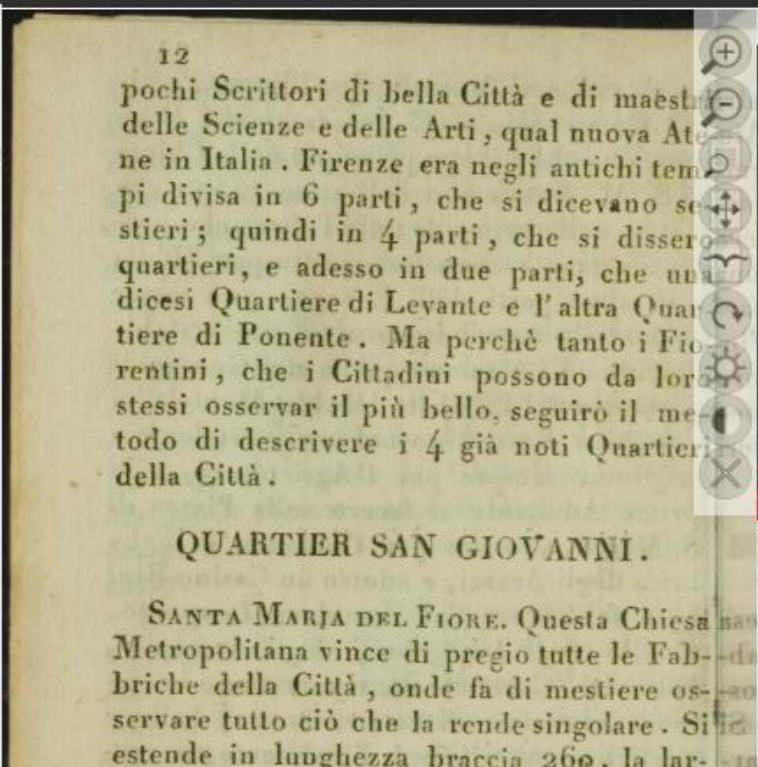 12
pochi Scrittori di bella Città e di maestra
delle Scienze e delle Arti , qual nuova Ate-
ne in Italia . Firenze era negli antichi tem-
pi divisa in 6 parti , che si dicevano se-
stieri ; quindi in 4 parti , che si dissero
quartieri , e adesso in due parti, che una
dicesi Quartiere di Levante e l'altra Quar-
tiere di Ponente . Ma perchè tanto i Fio-
rentini , che i Cittadini possono da loro
stessi osservar il più bello, seguirò il me-
todo di descrivere i 4 già noti Quartieri
della Città .
QUARTIER SAN GIOVANNI .
SANTA MARIA DEL FIORE. Questa Chiesa
Metropolitana vince di pregio tutte le Fab-
briche della Città , onde fa di mestiere os-
servare tutto ciò che la rende singolare . Si
estende in lunghezza braccia 260, la lar-